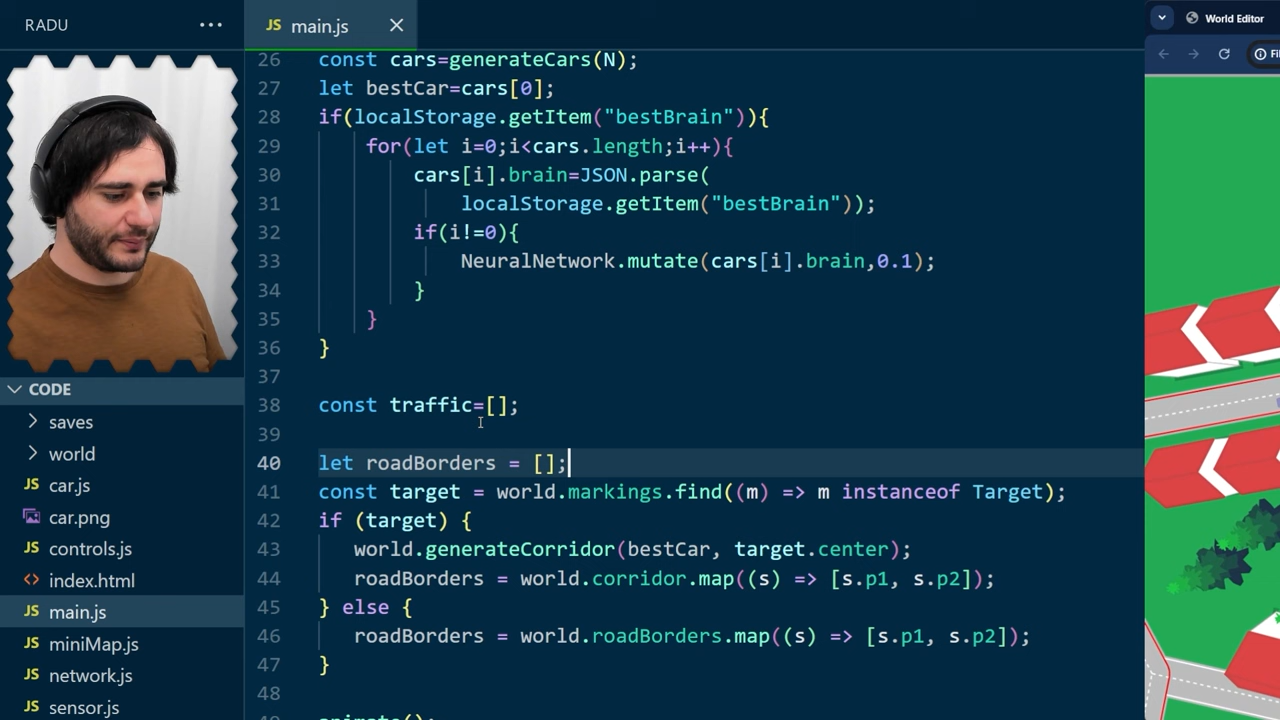 RADU
JS main.js
26 const cars=generateCars(N);
27 let bestCar=cars[0];
28 if(localStorage.getItem("bestBrain")){
29 for(let i=0;i<cars.length;i++){
30 cars[i].brain=JSON.parse(
31 localStorage.getItem("bestBrain"));
32 if(i!=0){
33 NeuralNetwork.mutate(cars[i].brain,0.1);
34 }
35 }
36 }
37
38 const traffic=[];
39
40 let roadBorders = [];
41 const target = world.markings.find((m) => m instanceof Target);
42 if (target) {
43 world.generateCorridor(bestCar, target.center);
44 roadBorders = world.corridor.map((s) => [s.p1, s.p2]);
45 } else {
46 roadBorders = world.roadBorders.map((s) => [s.p1, s.p2]);
47 }
48
animate();
CODE
saves
world
JS car.js
car.png
JS controls.js
<> index.html
JS main.js
JS miniMap.js
JS network.js
JS sensor.js
World Editor